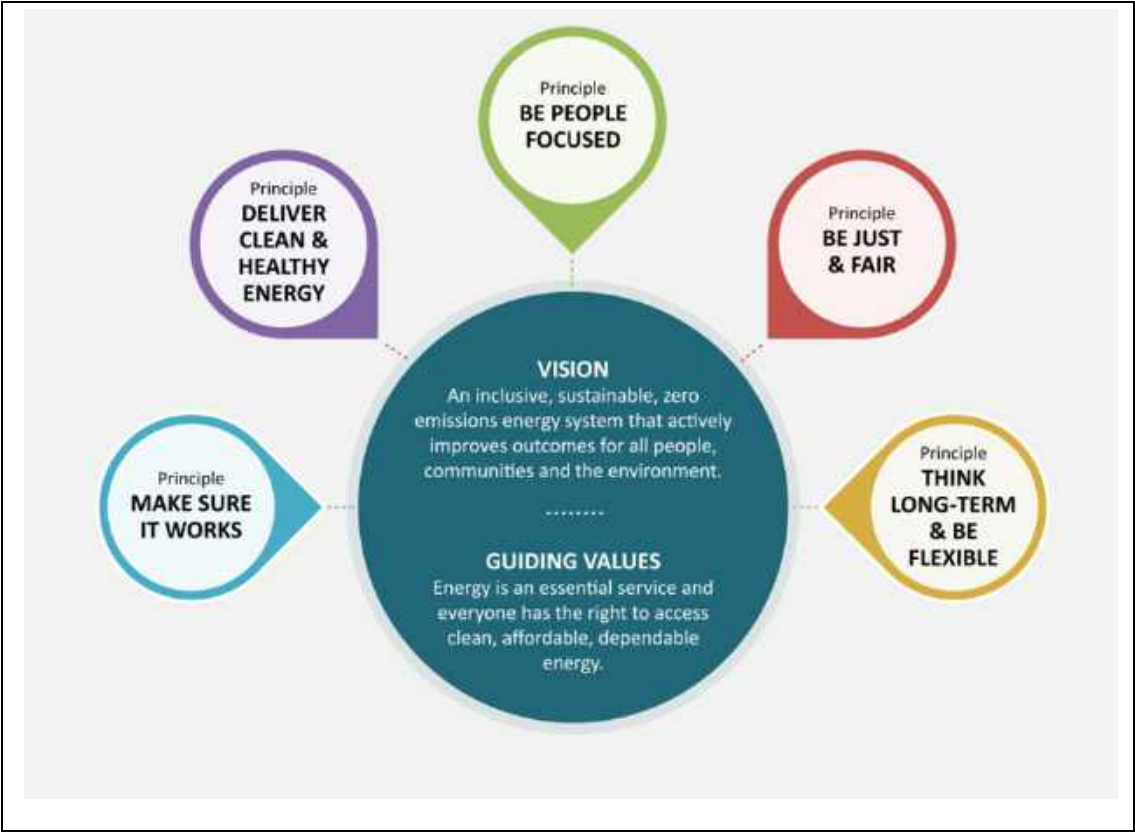 Principle
BE PEOPLE
FOCUSED
Principle
DELIVER
CLEAN &
HEALTHY
ENERGY
Principle
BE JUST
& FAIR
VISION
An inclusive, sustainable, zero
emissions energy system that actively
improves outcomes for all people,
communities and the environment.
--------
GUIDING VALUES
Energy is an essential service and
everyone has the right to access
clean, affordable, dependable
energy.
Principle
MAKE SURE
IT WORKS
Principle
THINK
LONG-TERM
& BE
FLEXIBLE